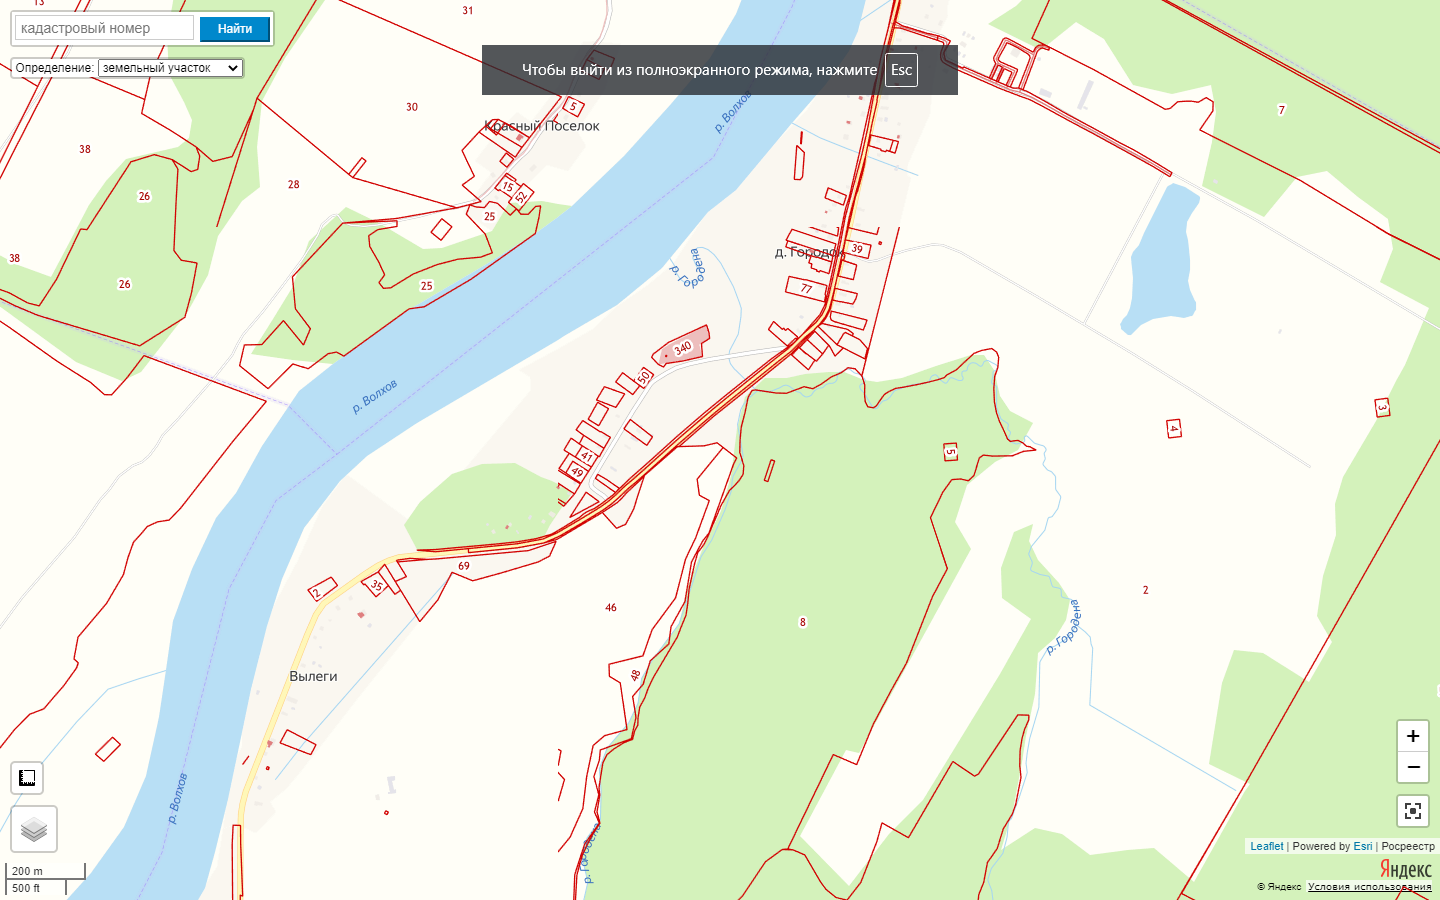 13
31
кадастровый номер
Найти
Определение: земельный участок
Чтобы выйти из полноэкранного режима, нажмите Esc
30
5
р. Волхов
7
Красный Поселок
38
26
28
15
52
25
38
26
25
р. Городена
д. Городок
39
77
340
50
р. Волхов
3
4
5
41
49
69
2
35
46
8
2
р. Городена
48
Вылеги
р. Волхов
р. Городена
+
−
200 m
500 ft
Leaflet | Powered by Esri | Росреестр
Яндекс
© Яндекс Условия использования